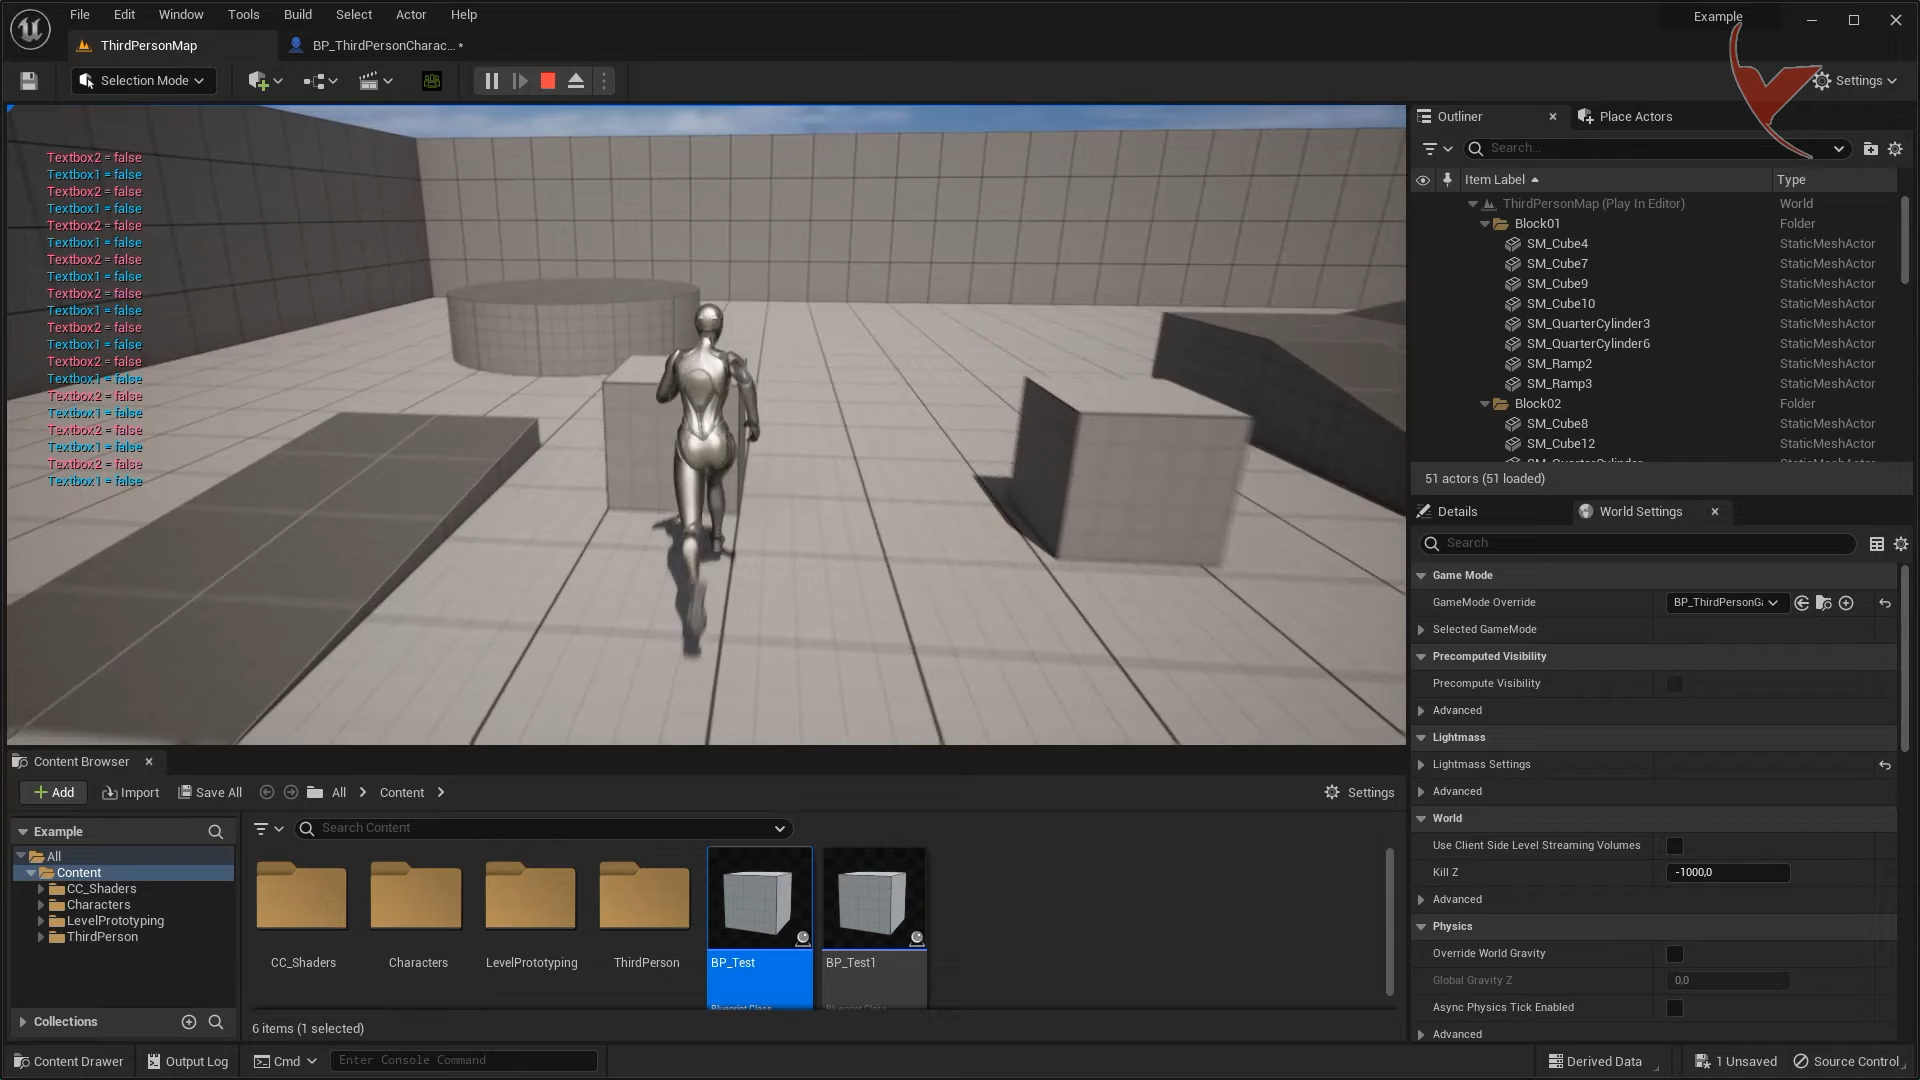 File Edit Window Tools Build Select Actor Help
Example
ThirdPersonMap
BP_ThirdPersonCharac... *
Selection Mode
Settings
Textbox2 = false
Textbox1 = false
Textbox2 = false
Textbox1 = false
Textbox2 = false
Textbox1 = false
Textbox2 = false
Textbox1 = false
Textbox2 = false
Textbox1 = false
Textbox2 = false
Textbox1 = false
Textbox2 = false
Textbox1 = false
Textbox2 = false
Textbox1 = false
Textbox2 = false
Textbox1 = false
Textbox2 = false
Textbox1 = false
Outliner
Place Actors
Search...
Item Label Type
ThirdPersonMap (Play In Editor) World
Block01 Folder
SM_Cube4 StaticMeshActor
SM_Cube7 StaticMeshActor
SM_Cube9 StaticMeshActor
SM_Cube10 StaticMeshActor
SM_QuarterCylinder3 StaticMeshActor
SM_QuarterCylinder6 StaticMeshActor
SM_Ramp2 StaticMeshActor
SM_Ramp3 StaticMeshActor
Block02 Folder
SM_Cube8 StaticMeshActor
SM_Cube12 StaticMeshActor
51 actors (51 loaded)
Details
World Settings
Search
Game Mode
GameMode Override BP_ThirdPersonGa
Selected GameMode
Precomputed Visibility
Precompute Visibility
Advanced
Lightmass
Lightmass Settings
Advanced
World
Use Client Side Level Streaming Volumes
Kill Z -1000,0
Advanced
Physics
Override World Gravity
Global Gravity Z 0,0
Async Physics Tick Enabled
Advanced
Content Browser
Add Import Save All All Content Settings
Example
All
Content
CC_Shaders
Characters
LevelPrototyping
ThirdPerson
Collections
Search Content
CC_Shaders
Characters
LevelPrototyping
ThirdPerson
BP_Test
Blueprint Class
BP_Test1
Blueprint Class
6 items (1 selected)
Content Drawer Output Log Cmd Enter Console Command
Derived Data 1 Unsaved Source Control